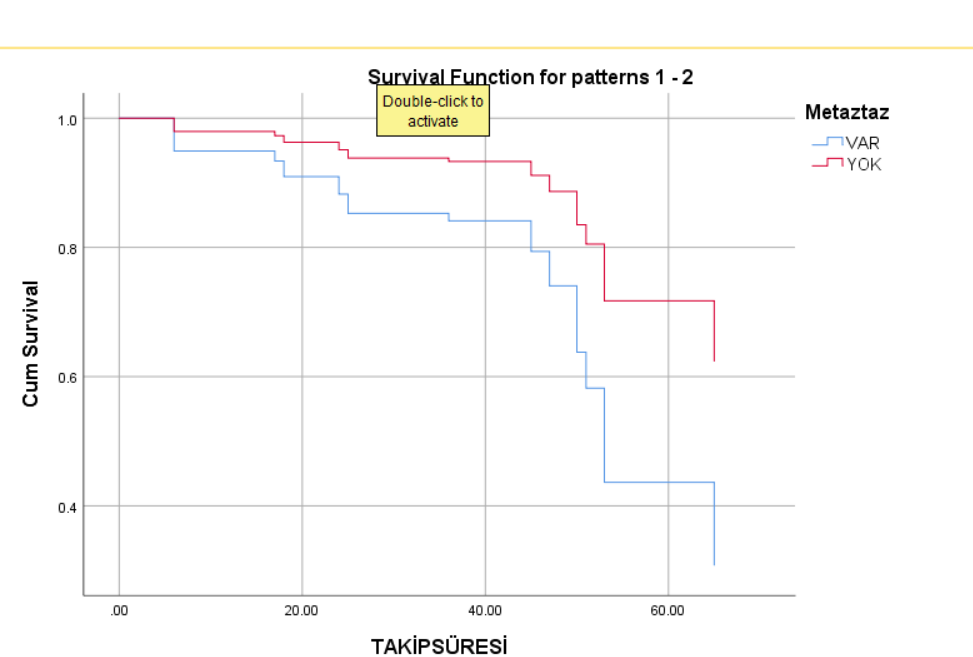 Survival Function for patterns 1 - 2
Double-click to
activate
Metaztaz
VAR
YOK
1.0
0.8
0.6
0.4
Cum Survival
.00 20.00 40.00 60.00
TAKİPSÜRESİ